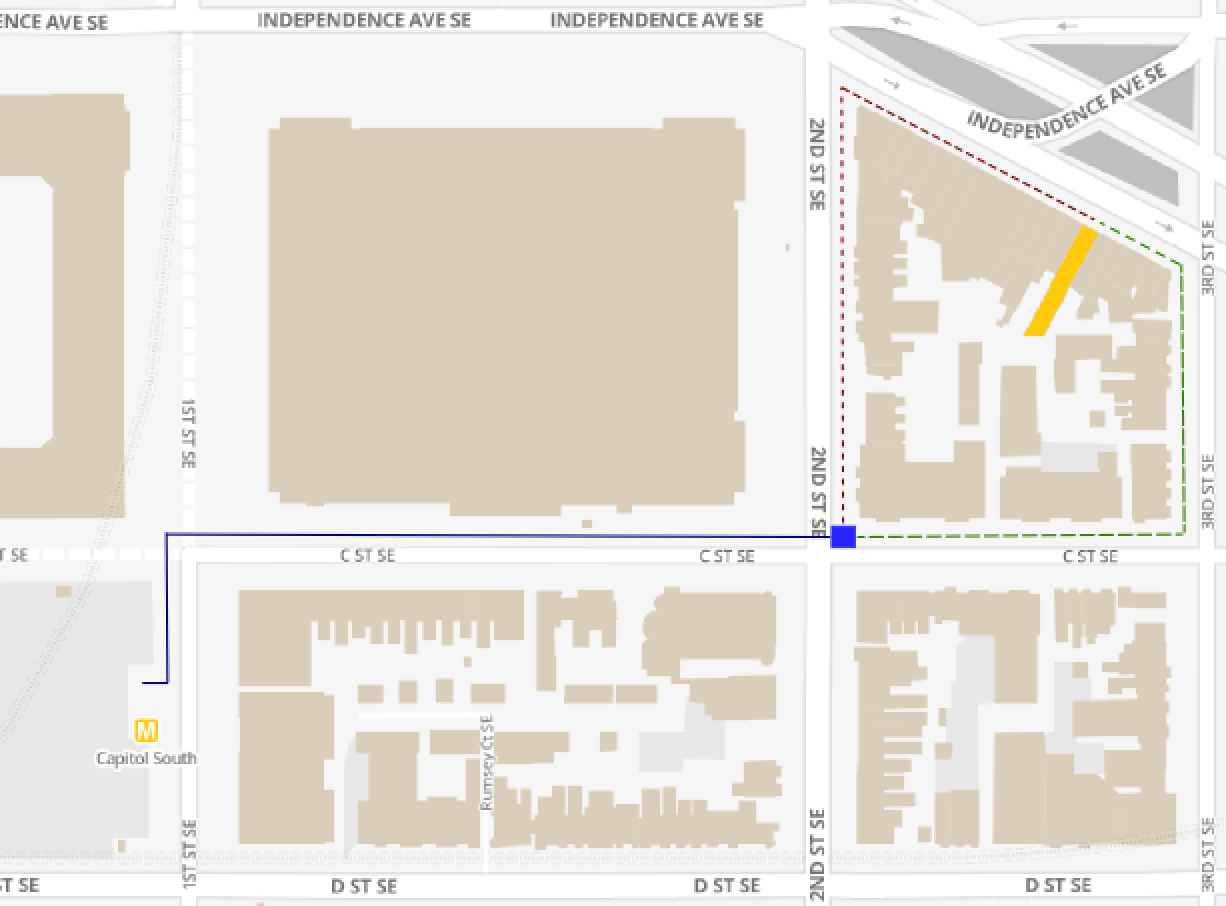 ENCE AVE SE
INDEPENDENCE AVE SE
INDEPENDENCE AVE SE
INDEPENDENCE AVE SE
2ND ST SE
3RD ST SE
1ST ST SE
2ND ST SE
3RD ST SE
T SE
C ST SE
C ST SE
C ST SE
M
Capitol South
Rumsey Ct SE
1ST ST SE
2ND ST SE
3RD ST SE
ST SE
D ST SE
D ST SE
D ST SE